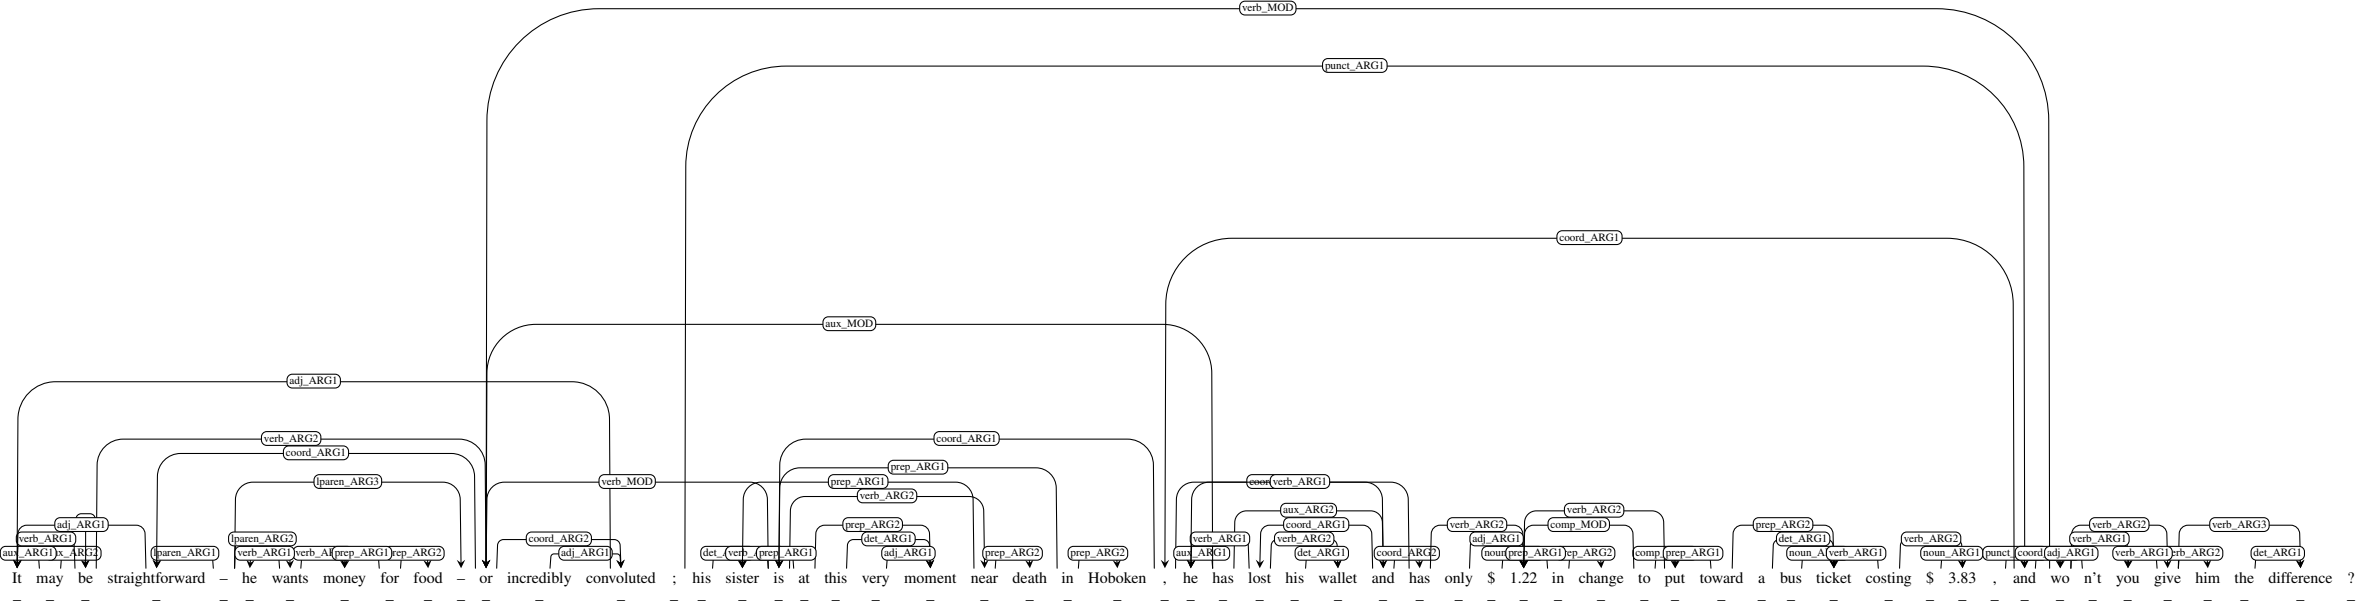 verb_MOD
punct_ARG1
coord_ARG1
aux_MOD
adj_ARG1
verb_ARG2 coord_ARG1
coord_ARG1 prep_ARG1
lparen_ARG3 verb_MOD prep_ARG1 verb_ARG1
verb_ARG2
aux_ARG2 verb_ARG2
adj_ARG1 prep_ARG2 coord_ARG1 verb_ARG2 comp_MOD prep_ARG2 verb_ARG2 verb_ARG3
verb_ARG1 lparen_ARG2 coord_ARG2 det_ARG1 verb_ARG1 verb_ARG2 adj_ARG1 det_ARG1 verb_ARG2 verb_ARG1
lparen_ARG1 verb_ARG1 prep_ARG1 adj_ARG1 prep_ARG1 adj_ARG1 prep_ARG2 prep_ARG2 det_ARG1 coord_ARG2 prep_ARG1 prep_ARG1 verb_ARG1 noun_ARG1 adj_ARG1 verb_ARG1 det_ARG1
It may be straightforward – he wants money for food – or incredibly convoluted ; his sister is at this very moment near death in Hoboken , he has lost his wallet and has only $ 1.22 in change to put toward a bus ticket costing $ 3.83 , and wo n't you give him the difference ?